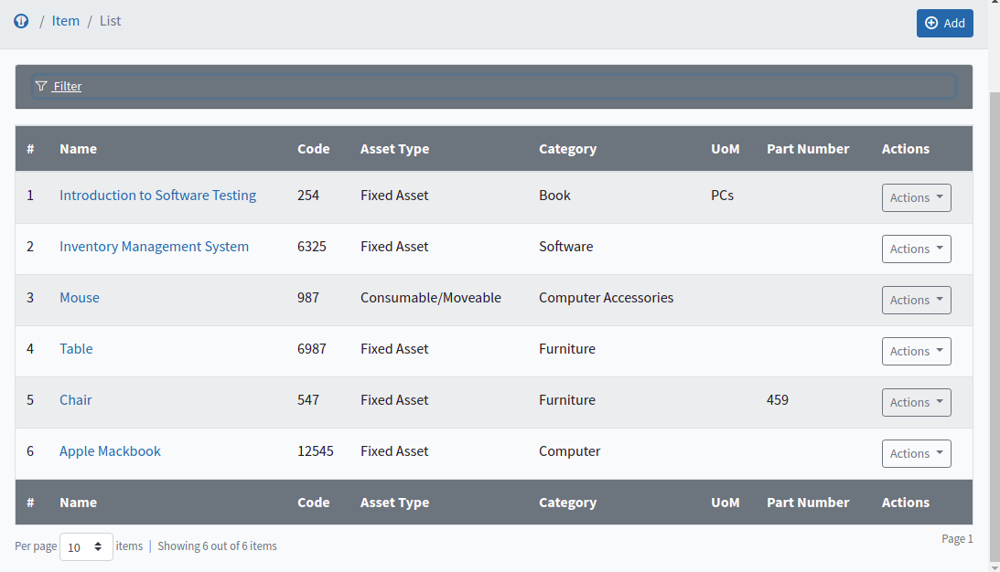 / Item / List
Add
Filter
# Name Code Asset Type Category UoM Part Number Actions
1 Introduction to Software Testing 254 Fixed Asset Book PCs Actions
2 Inventory Management System 6325 Fixed Asset Software Actions
3 Mouse 987 Consumable/Moveable Computer Accessories Actions
4 Table 6987 Fixed Asset Furniture Actions
5 Chair 547 Fixed Asset Furniture 459 Actions
6 Apple Mackbook 12545 Fixed Asset Computer Actions
# Name Code Asset Type Category UoM Part Number Actions
Per page 10 items | Showing 6 out of 6 items
Page 1